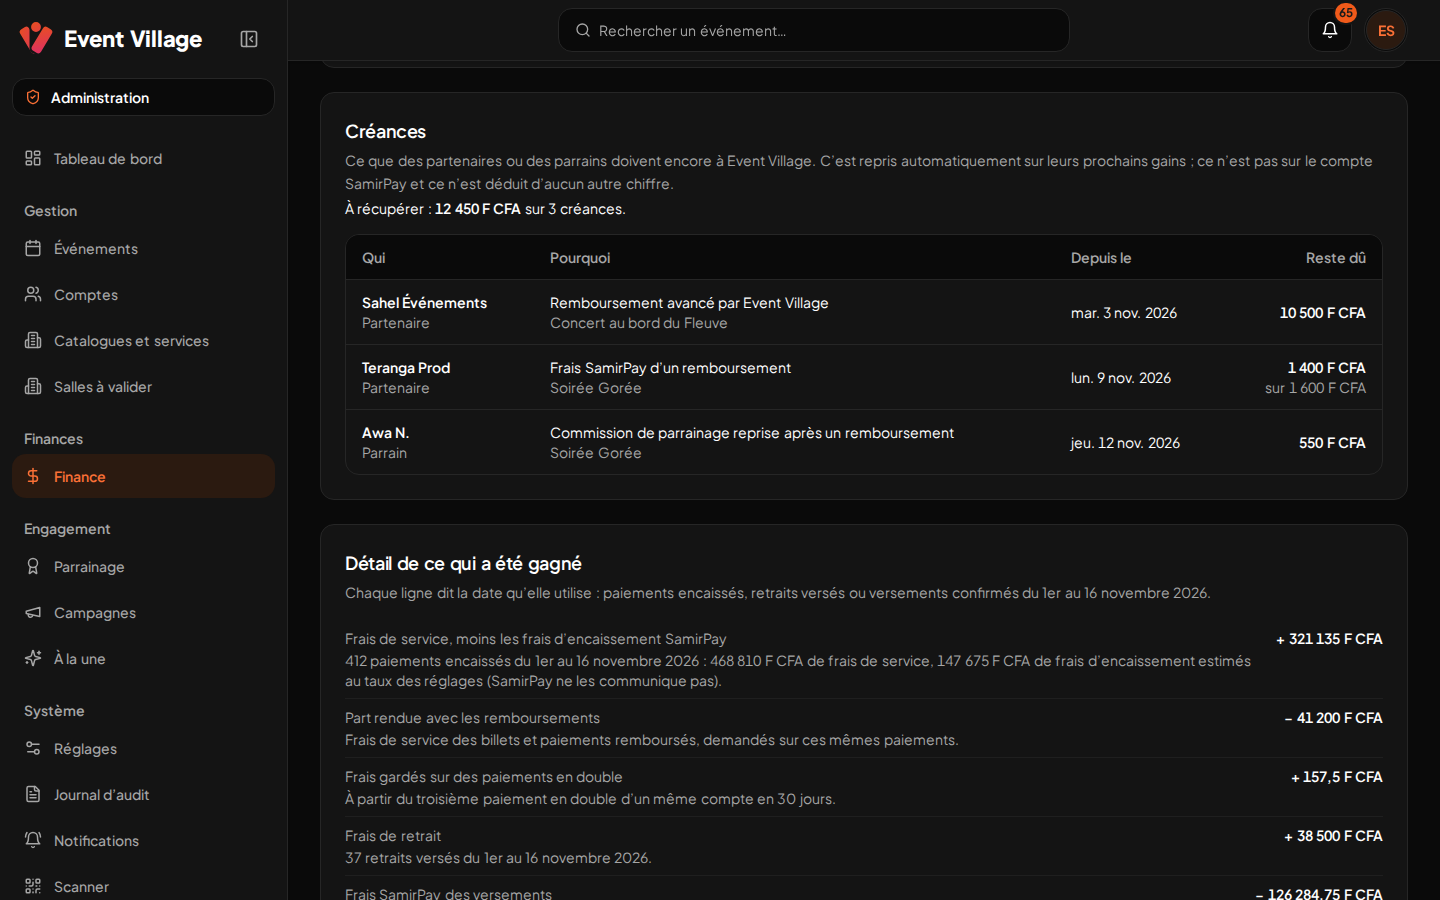 Event Village
Rechercher un événement...
65
ES
Administration
Tableau de bord
Gestion
Événements
Comptes
Catalogues et services
Salles à valider
Finances
Finance
Engagement
Parrainage
Campagnes
À la une
Système
Réglages
Journal d’audit
Notifications
Scanner
Créances
Ce que des partenaires ou des parrains doivent encore à Event Village. C’est repris automatiquement sur leurs prochains gains ; ce n’est pas sur le compte
SamirPay et ce n’est déduit d’aucun autre chiffre.
À récupérer : 12 450 F CFA sur 3 créances.
Qui Pourquoi Depuis le Reste dû
Sahel Événements Remboursement avancé par Event Village mar. 3 nov. 2026 10 500 F CFA
Partenaire Concert au bord du Fleuve
Teranga Prod Frais SamirPay d’un remboursement lun. 9 nov. 2026 1 400 F CFA
Partenaire Soirée Gorée sur 1 600 F CFA
Awa N. Commission de parrainage reprise après un remboursement jeu. 12 nov. 2026 550 F CFA
Parrain Soirée Gorée
Détail de ce qui a été gagné
Chaque ligne dit la date qu’elle utilise : paiements encaissés, retraits versés ou versements confirmés du 1er au 16 novembre 2026.
Frais de service, moins les frais d’encaissement SamirPay + 321 135 F CFA
412 paiements encaissés du 1er au 16 novembre 2026 : 468 810 F CFA de frais de service, 147 675 F CFA de frais d’encaissement estimés
au taux des réglages (SamirPay ne les communique pas).
Part rendue avec les remboursements − 41 200 F CFA
Frais de service des billets et paiements remboursés, demandés sur ces mêmes paiements.
Frais gardés sur des paiements en double + 157,5 F CFA
À partir du troisième paiement en double d’un même compte en 30 jours.
Frais de retrait + 38 500 F CFA
37 retraits versés du 1er au 16 novembre 2026.
Frais SamirPay des versements − 126 284,75 F CFA